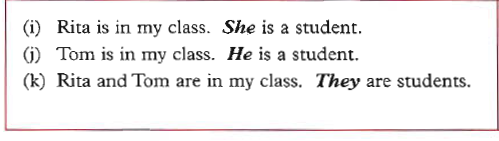 (i) Rita is in my class. She is a student.
(j) Tom is in my class. He is a student.
(k) Rita and Tom are in my class. They are students.